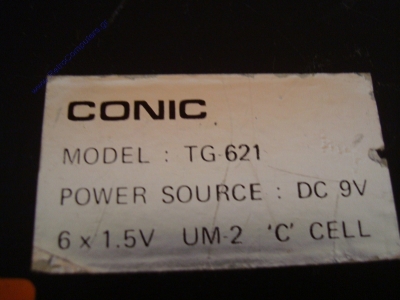 CONIC
MODEL : TG-621
POWER SOURCE : DC 9V
6 x 1.5V UM-2 'C' CELL